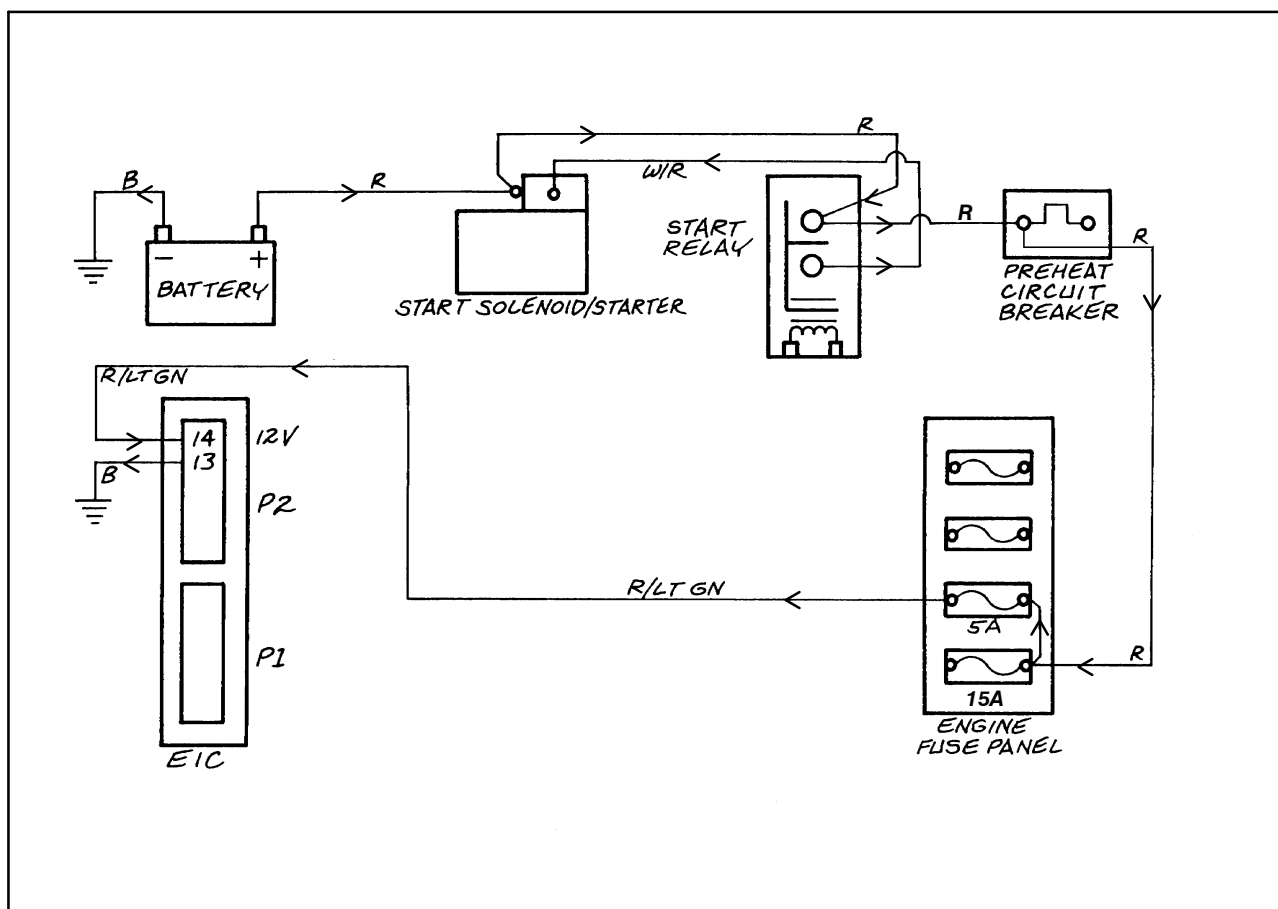 R
B
R
W/R
START
RELAY
R
R
− +
BATTERY
START SOLENOID/STARTER
PREHEAT
CIRCUIT
BREAKER
R/LT GN
14
12V
13
B
P2
R/LT GN
5A
P1
R
15A
ENGINE
FUSE PANEL
EIC